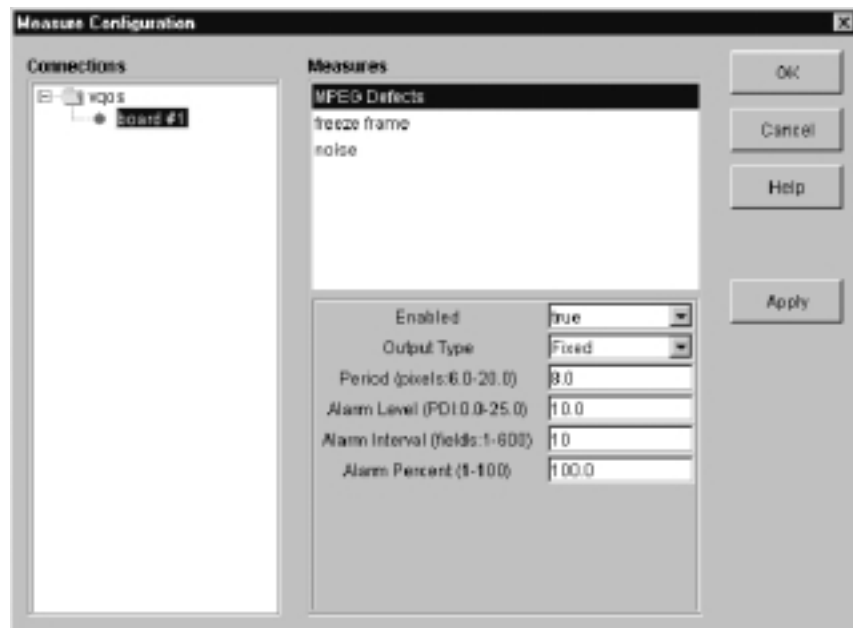 Measure Configuration
Connections
vqos
board #1
Measures
MPEG Defects
freeze frame
noise
Enabled true
Output Type Fixed
Period (pixels:6.0-20.0) 8.0
Alarm Level (PDI:0.0-25.0) 10.0
Alarm Interval (fields:1-600) 10
Alarm Percent (1-100) 100.0
OK
Cancel
Help
Apply